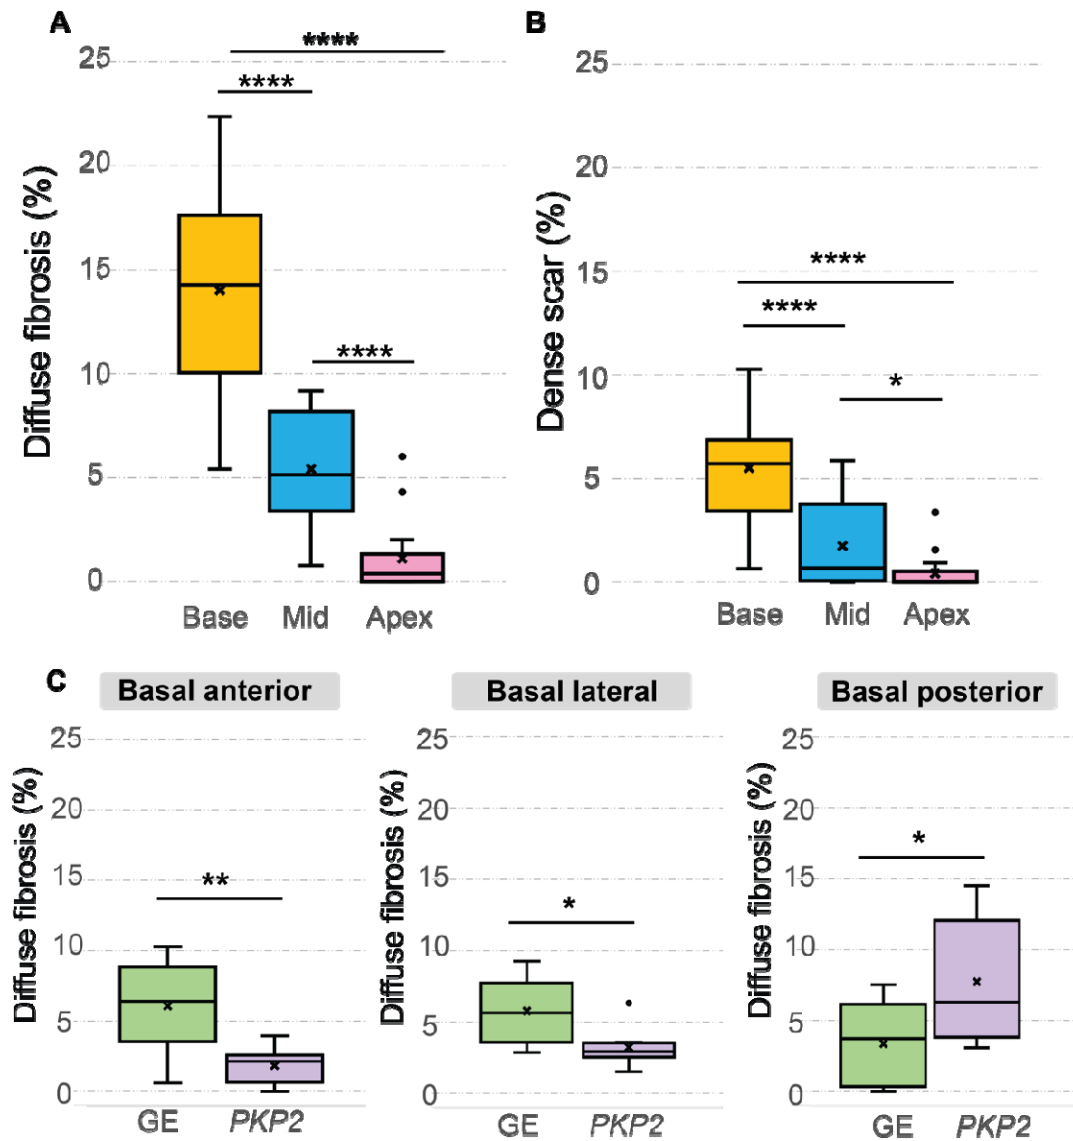 A
B
****
****
****
25
20
15
10
5
0
Diffuse fibrosis (%)
Base Mid Apex
****
****
*
25
20
15
10
5
0
Dense scar (%)
Base Mid Apex
C
Basal anterior
**
25
20
15
10
5
0
Diffuse fibrosis (%)
GE PKP2
Basal lateral
*
25
20
15
10
5
0
Diffuse fibrosis (%)
GE PKP2
Basal posterior
*
25
20
15
10
5
0
Diffuse fibrosis (%)
GE PKP2